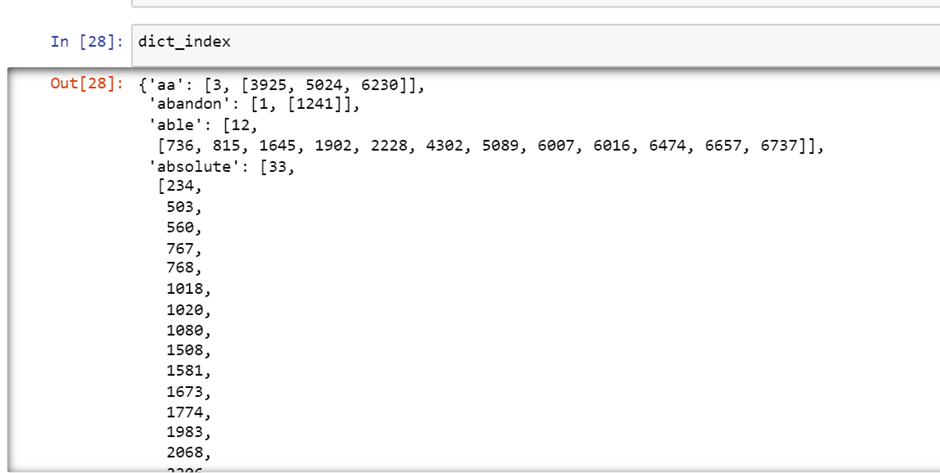 In [28]: dict_index
Out[28]: {'aa': [3, [3925, 5024, 6230]],
'abandon': [1, [1241]],
'able': [12,
[736, 815, 1645, 1902, 2228, 4302, 5089, 6007, 6016, 6474, 6657, 6737]],
'absolute': [33,
[234,
503,
560,
767,
768,
1018,
1020,
1080,
1508,
1581,
1673,
1774,
1983,
2068,